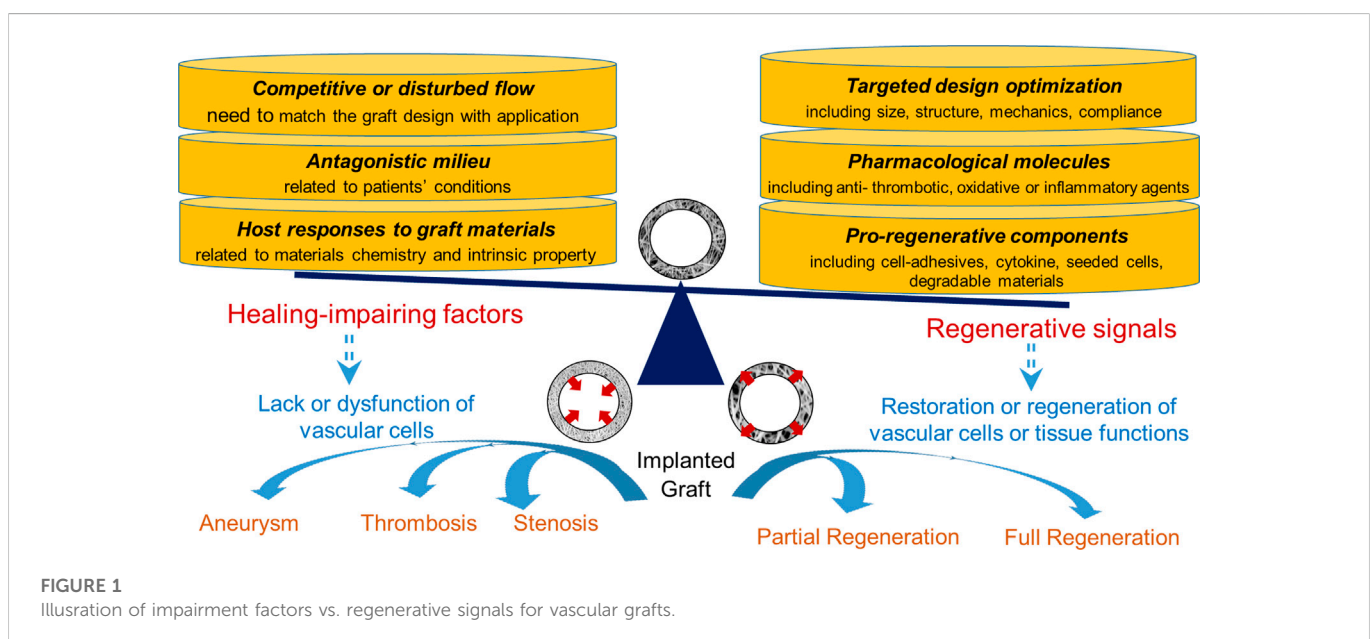 Competitive or disturbed flow
need to match the graft design with application
Antagonistic milieu
related to patients' conditions
Host responses to graft materials
related to materials chemistry and intrinsic property
Targeted design optimization
including size, structure, mechanics, compliance
Pharmacological molecules
including anti- thrombotic, oxidative or inflammatory agents
Pro-regenerative components
including cell-adhesives, cytokine, seeded cells,
degradable materials
Healing-impairing factors
Regenerative signals
Lack or dysfunction of
vascular cells
Restoration or regeneration of
vascular cells or tissue functions
Implanted
Graft
Aneurysm
Thrombosis
Stenosis
Partial Regeneration
Full Regeneration
FIGURE 1
Illusration of impairment factors vs. regenerative signals for vascular grafts.